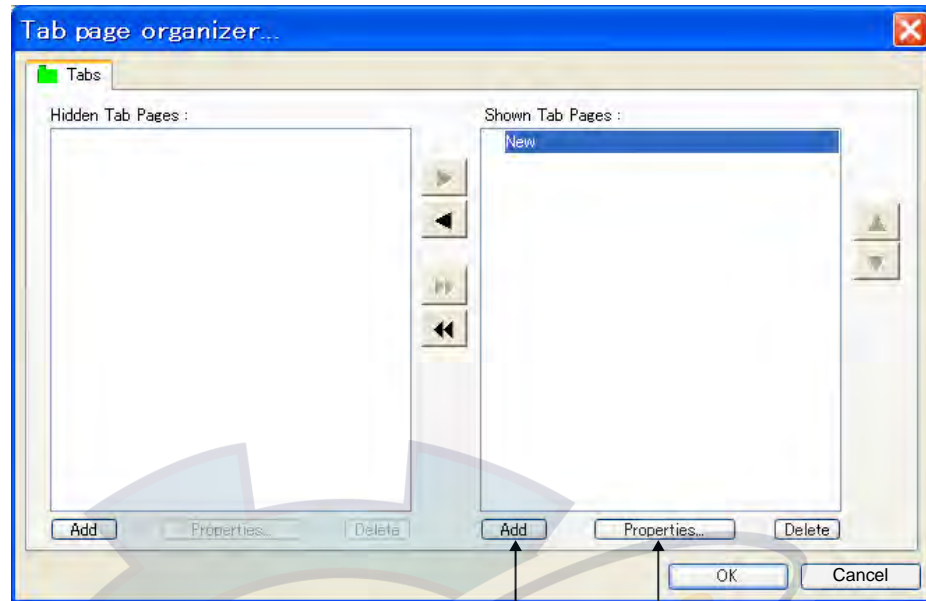 Tab page organizer...
Tabs
Hidden Tab Pages :
Shown Tab Pages :
New
Add
Properties...
Delete
Add
Properties...
Delete
OK
Cancel